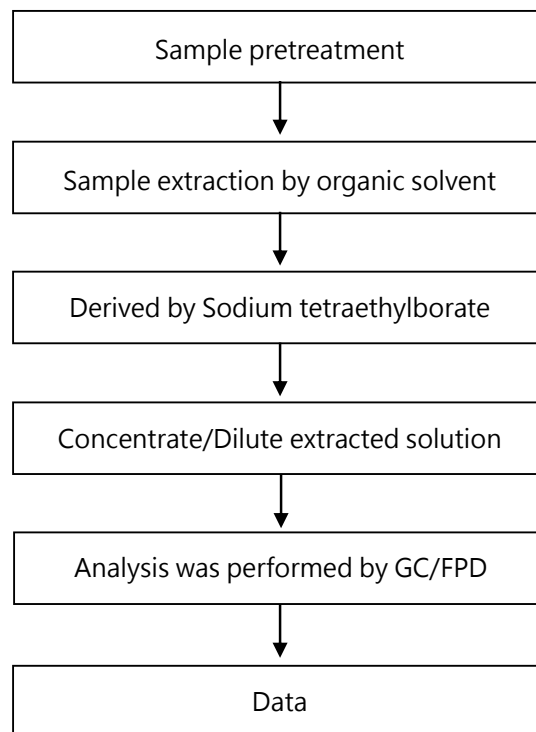 Sample pretreatment
Sample extraction by organic solvent
Derived by Sodium tetraethylborate
Concentrate/Dilute extracted solution
Analysis was performed by GC/FPD
Data